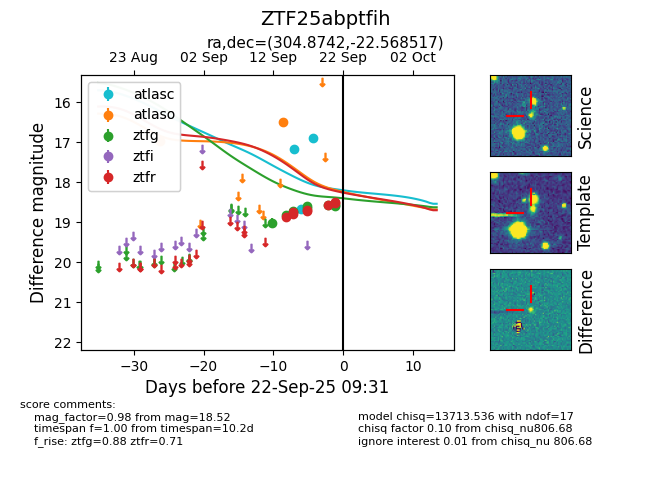 ZTF25abptfih
ra,dec=(304.8742,-22.568517)
23 Aug 02 Sep 12 Sep 22 Sep 02 Oct
atlasc
atlaso
ztfg
ztfi
ztfr
16
17
18
19
20
21
22
Difference magnitude
−30 −20 −10 0 10
Days before 22-Sep-25 09:31
Science
Template
Difference
score comments:
mag_factor=0.98 from mag=18.52
timespan f=1.00 from timespan=10.2d
f_rise: ztfg=0.88 ztfr=0.71
model chisq=13713.536 with ndof=17
chisq factor 0.10 from chisq_nu806.68
ignore interest 0.01 from chisq_nu 806.68